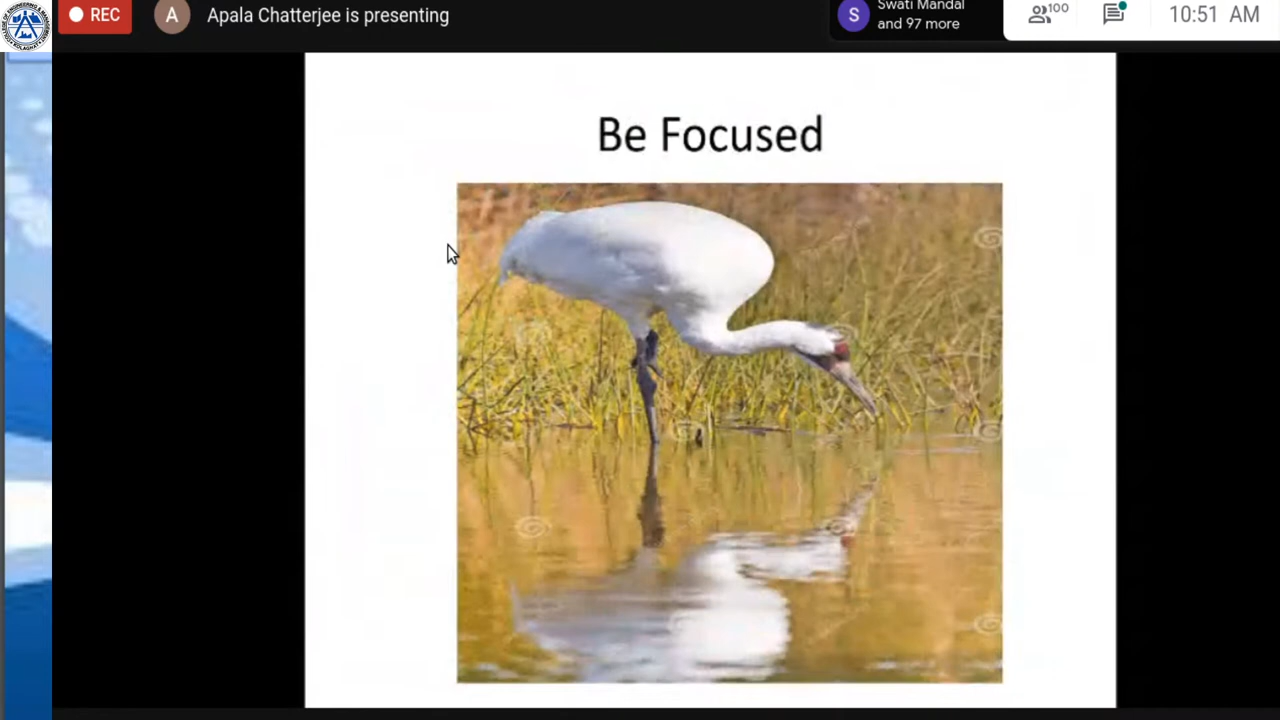 REC
A
Apala Chatterjee is presenting
S
Swati Mandal
and 97 more
100
10:51 AM
Be Focused